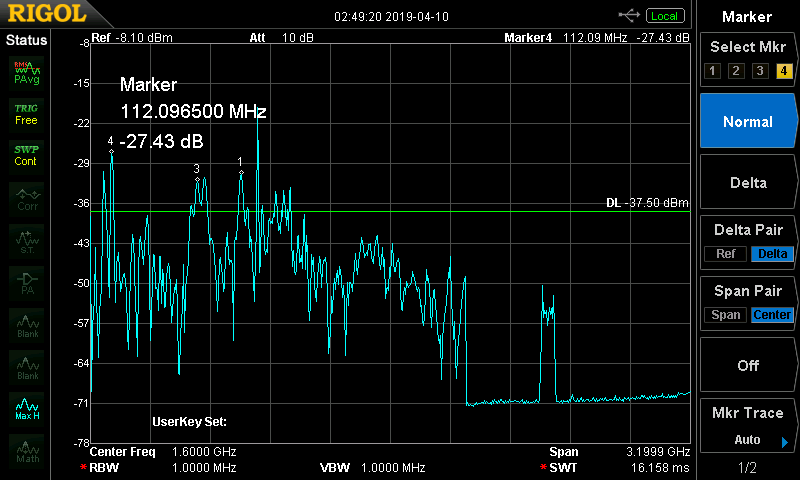 RIGOL
02:49:20 2019-04-10
Local
Marker
Status
Ref -8.10 dBm
Att 10 dB
Marker4 112.09 MHz -27.43 dB
RMS
PAvg
TRIG
Free
SWP
Cont
Corr
S.T.
PA
Blank
Blank
Max H
Math
-8
-15
-22
-29
-36
-43
-50
-57
-64
-71
-78
Marker
112.096500 MHz
-27.43 dB
4
3
1
DL -37.50 dBm
UserKey Set:
Center Freq 1.6000 GHz
Span 3.1999 GHz
RBW 1.0000 MHz
VBW 1.0000 MHz
SWT 16.158 ms
Select Mkr
1 2 3 4
Normal
Delta
Delta Pair
Ref Delta
Span Pair
Span Center
Off
Mkr Trace
Auto
1/2